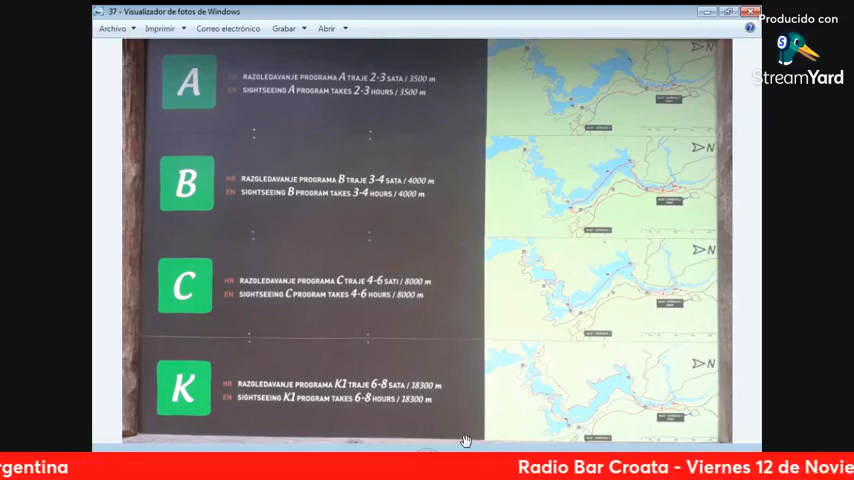 37 - Visualizador de fotos de Windows
Archivo Imprimir Correo electrónico Grabar Abrir
Producido con
S StreamYard
A
HR RAZGLEDAVANJE PROGRAMA A TRAJE 2-3 SATA / 3500 m
EN SIGHTSEEING A PROGRAM TAKES 2-3 HOURS / 3500 m
N
B
HR RAZGLEDAVANJE PROGRAMA B TRAJE 3-4 SATA / 4000 m
EN SIGHTSEEING B PROGRAM TAKES 3-4 HOURS / 4000 m
N
C
HR RAZGLEDAVANJE PROGRAMA C TRAJE 4-6 SATI / 8000 m
EN SIGHTSEEING C PROGRAM TAKES 4-6 HOURS / 8000 m
N
K
HR RAZGLEDAVANJE PROGRAMA K1 TRAJE 6-8 SATA / 18300 m
EN SIGHTSEEING K1 PROGRAM TAKES 6-8 HOURS / 18300 m
N
rgentina Radio Bar Croata - Viernes 12 de Novie